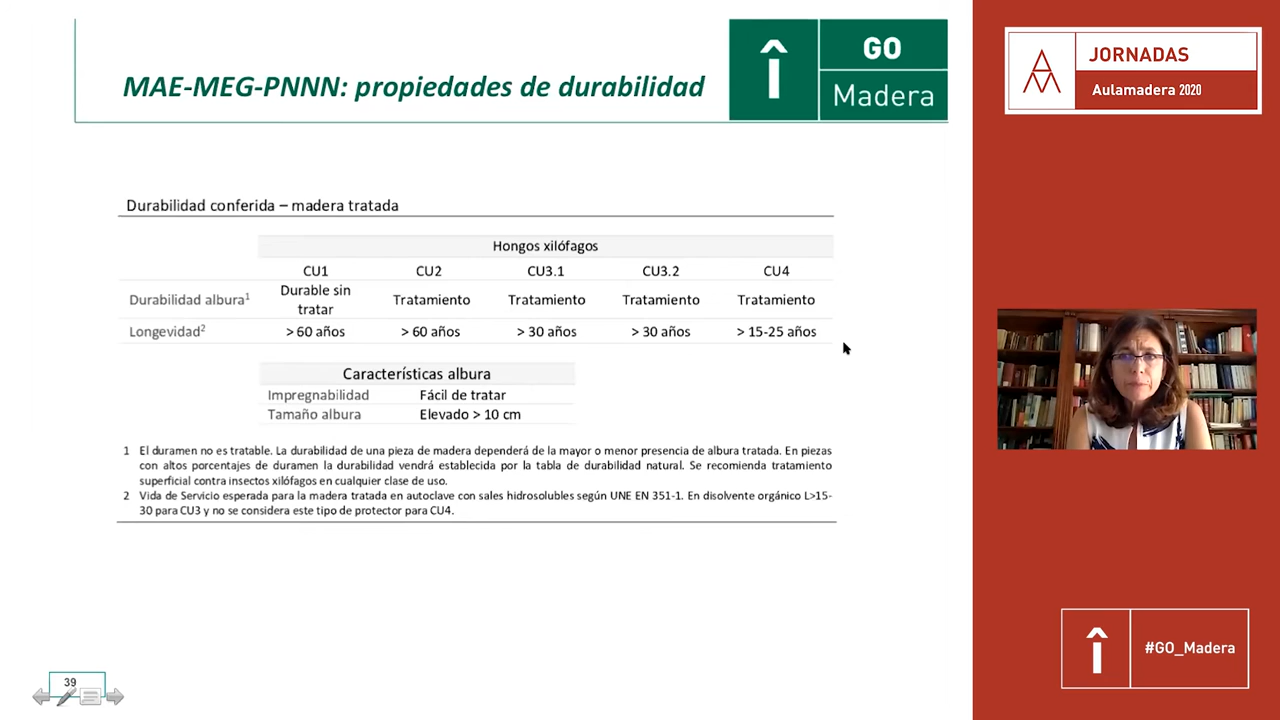 MAE-MEG-PNNN: propiedades de durabilidad
GO
Madera
JORNADAS
Aulamadera 2020
Durabilidad conferida – madera tratada
Hongos xilófagos
CU1 CU2 CU3.1 CU3.2 CU4
Durabilidad albura1 Durable sin tratar Tratamiento Tratamiento Tratamiento Tratamiento
Longevidad2 > 60 años > 60 años > 30 años > 30 años > 15-25 años
Características albura
Impregnabilidad Fácil de tratar
Tamaño albura Elevado > 10 cm
1 El duramen no es tratable. La durabilidad de una pieza de madera dependerá de la mayor o menor presencia de albura tratada. En piezas
con altos porcentajes de duramen la durabilidad vendrá establecida por la tabla de durabilidad natural. Se recomienda tratamiento
superficial contra insectos xilófagos en cualquier clase de uso.
2 Vida de Servicio esperada para la madera tratada en autoclave con sales hidrosolubles según UNE EN 351-1. En disolvente orgánico L>15-
30 para CU3 y no se considera este tipo de protector para CU4.
#GO_Madera
39